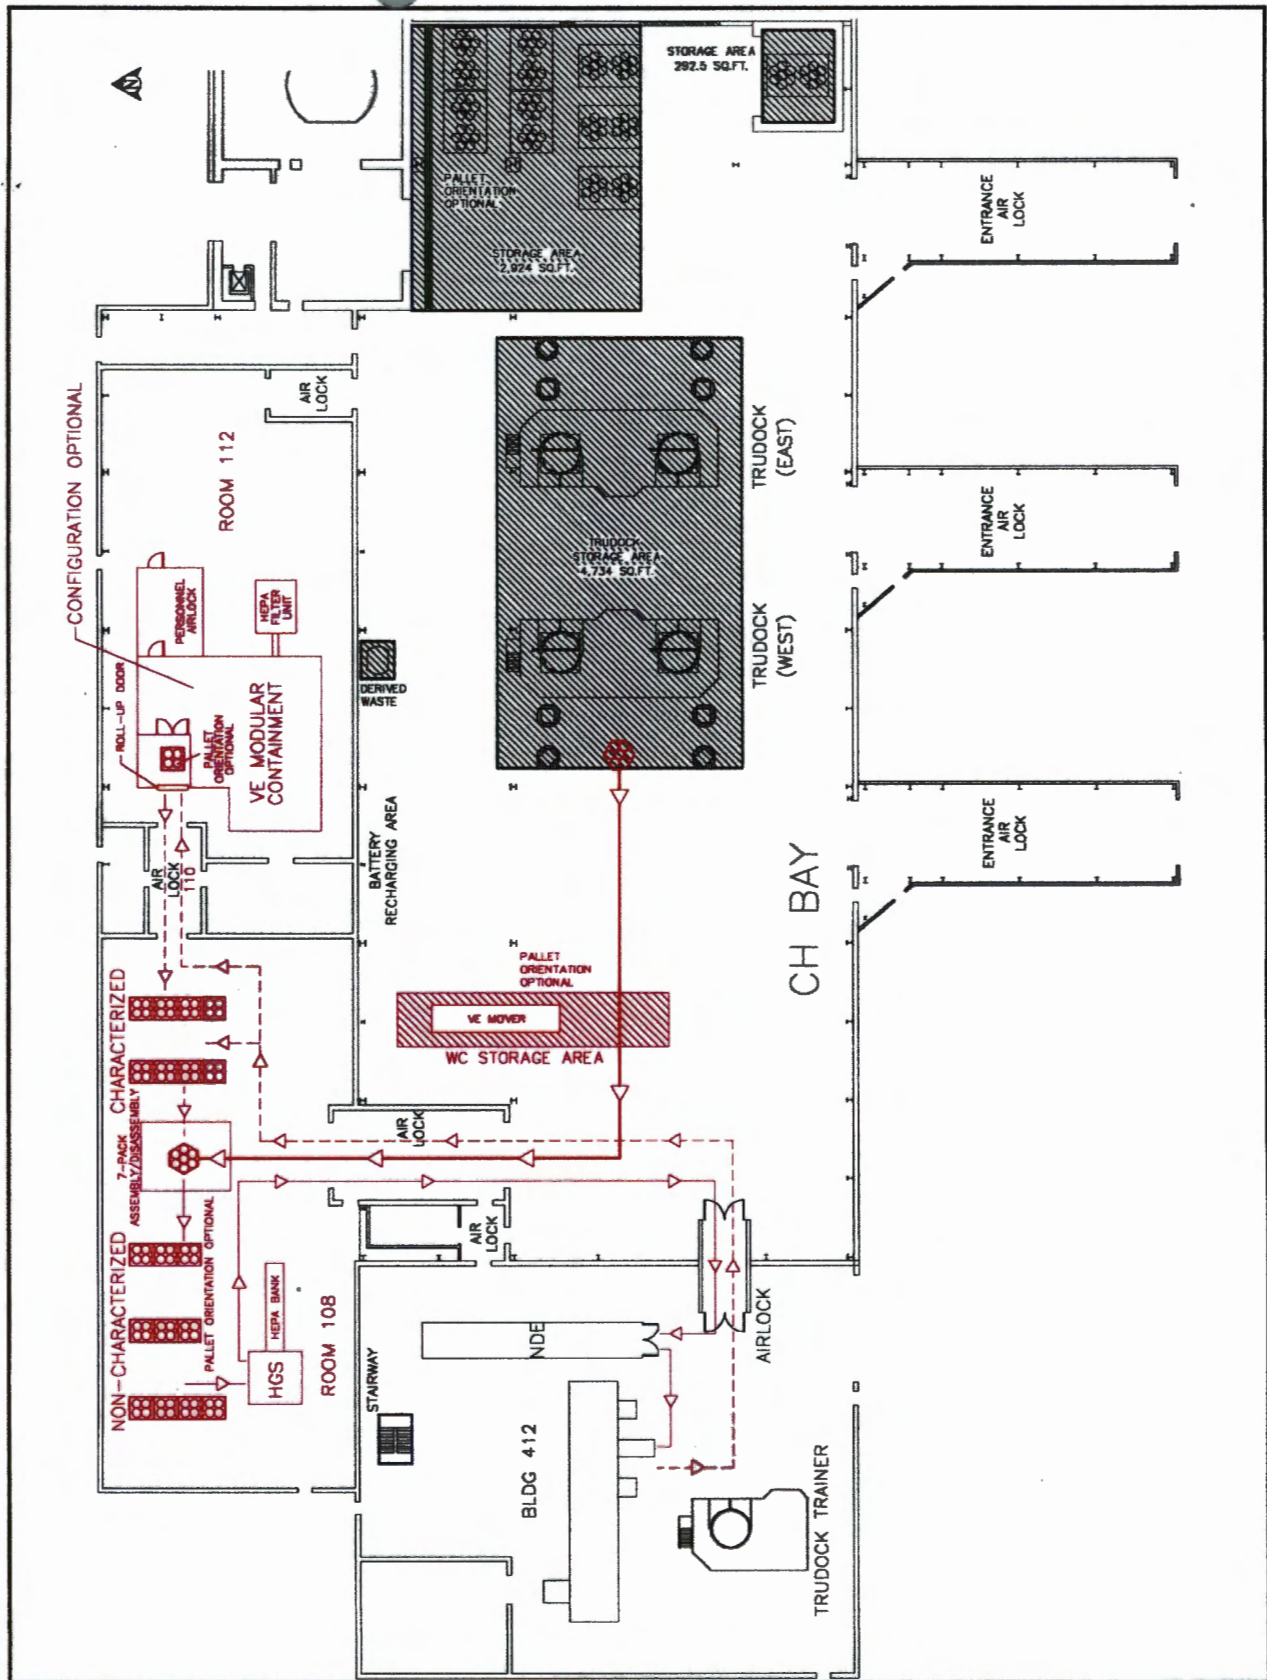 N
STORAGE AREA
292.5 SQ.FT.
PALLET
ORIENTATION
OPTIONAL
STORAGE AREA
2,924 SQ.FT.
ENTRANCE
AIR
LOCK
CONFIGURATION OPTIONAL
AIR
LOCK
ROOM 112
TRUDOCK
(EAST)
TRUDOCK
STORAGE AREA
4,734 SQ.FT.
ENTRANCE
AIR
LOCK
PERSONNEL
AIRLOCK
HEPA
FILTER
UNIT
ROLL-UP DOOR
PALLET
ORIENTATION
OPTIONAL
VE MODULAR
CONTAINMENT
DERIVED
WASTE
TRUDOCK
(WEST)
BATTERY
RECHARGING AREA
ENTRANCE
AIR
LOCK
AIR
LOCK
110
CH BAY
PALLET
ORIENTATION
OPTIONAL
VE MOVER
WC STORAGE AREA
CHARACTERIZED
7-PACK
ASSEMBLY/DISASSEMBLY
AIR
LOCK
NON-CHARACTERIZED
PALLET ORIENTATION OPTIONAL
HEPA BANK
HGS
ROOM 108
AIR
LOCK
STAIRWAY
NDE
AIRLOCK
BLDG 412
TRUDOCK TRAINER